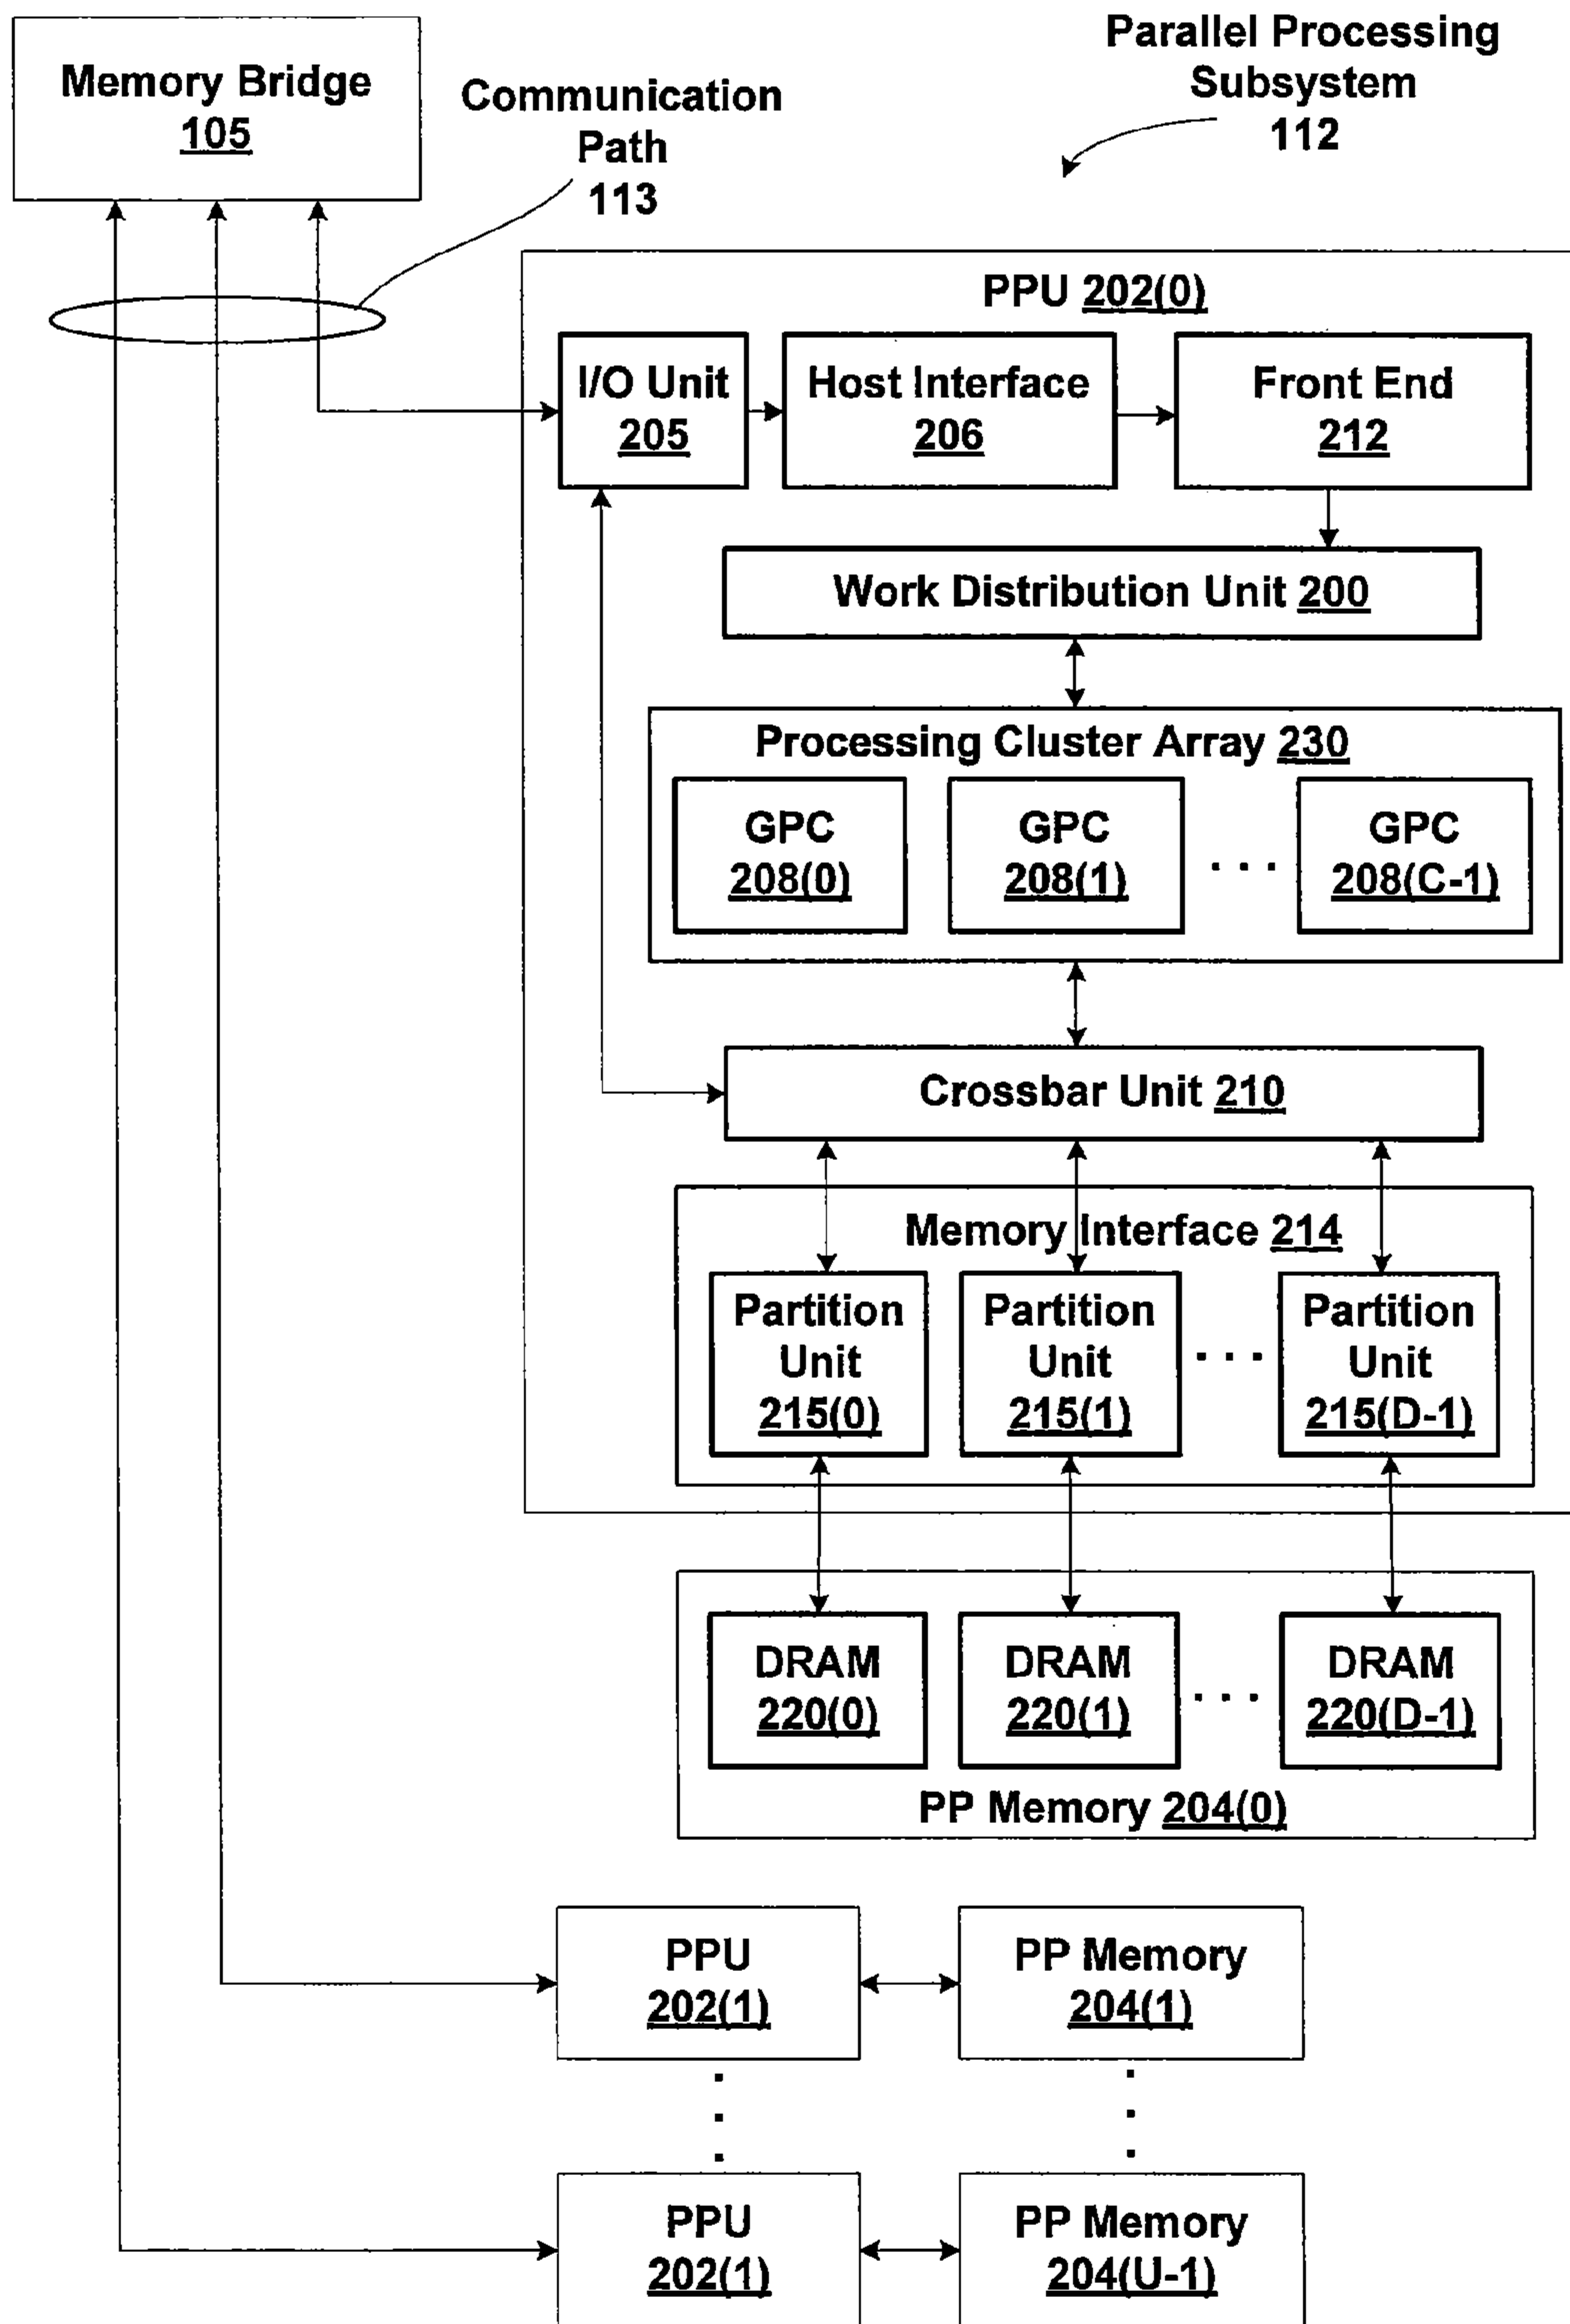 Parallel Processing
Subsystem
112
Memory Bridge
105
Communication
Path
113
PPU 202(0)
I/O Unit
205
Host Interface
206
Front End
212
Work Distribution Unit 200
Processing Cluster Array 230
GPC
208(0)
GPC
208(1)
. . .
GPC
208(C-1)
Crossbar Unit 210
Memory Interface 214
Partition
Unit
215(0)
Partition
Unit
215(1)
. . .
Partition
Unit
215(D-1)
DRAM
220(0)
DRAM
220(1)
. . .
DRAM
220(D-1)
PP Memory 204(0)
PPU
202(1)
PP Memory
204(1)
PPU
202(1)
PP Memory
204(U-1)